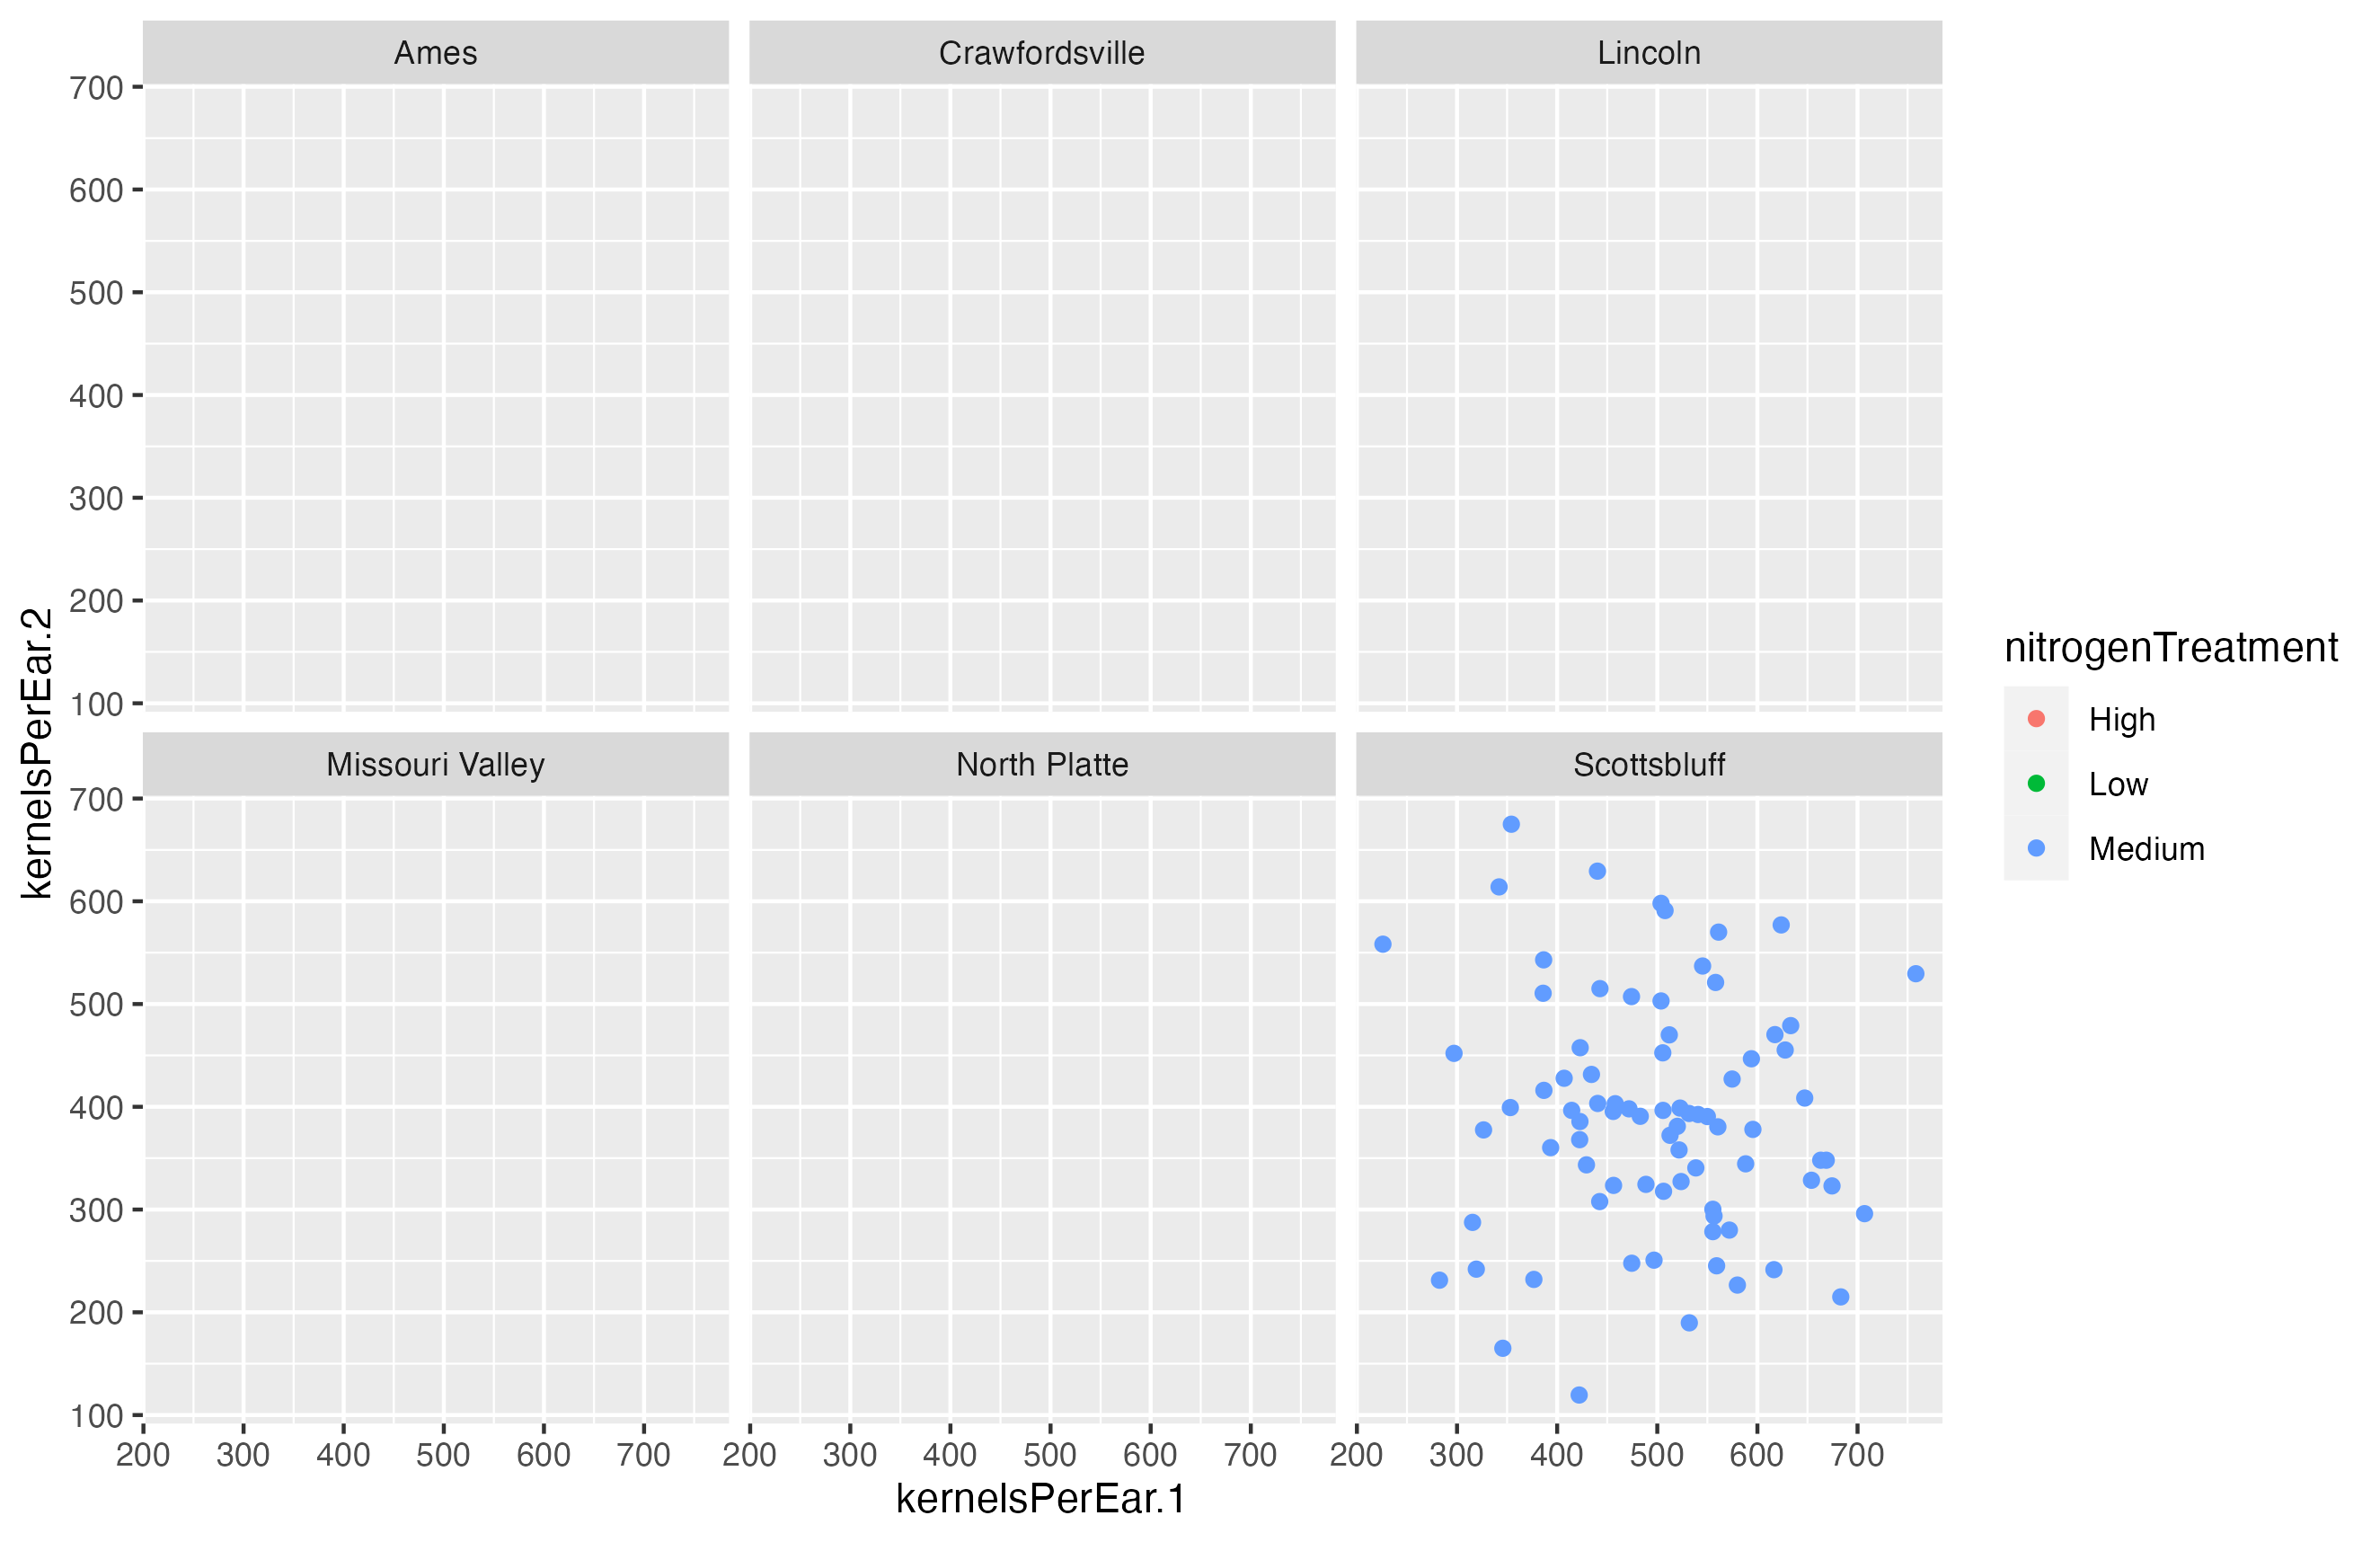 Ames Crawfordsville Lincoln
700
600
500
400
300
200
100
kernelsPerEar.2
Missouri Valley North Platte Scottsbluff
700
600
500
400
300
200
100
200 300 400 500 600 700 200 300 400 500 600 700 200 300 400 500 600 700
kernelsPerEar.1
nitrogenTreatment
High
Low
Medium